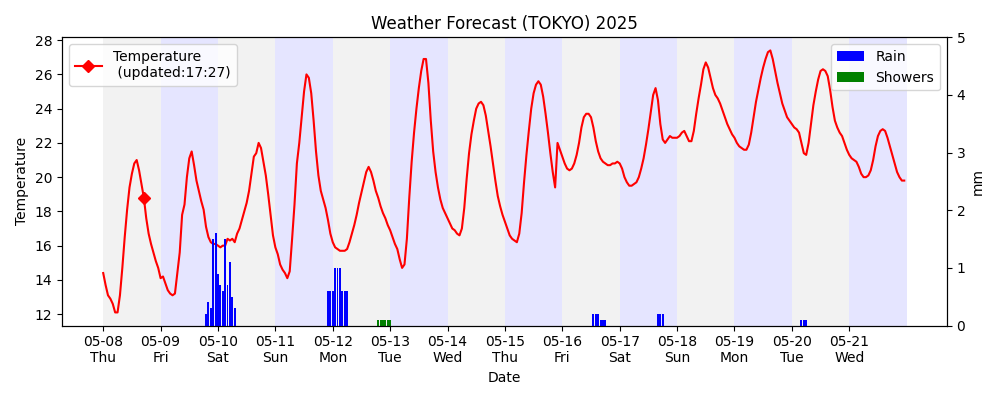 Weather Forecast (TOKYO) 2025
Temperature
(updated:17:27)
Rain
Showers
28
26
24
22
20
18
16
14
12
Temperature
5
4
3
2
1
0
mm
05-08 05-09 05-10 05-11 05-12 05-13 05-14 05-15 05-16 05-17 05-18 05-19 05-20 05-21
Thu Fri Sat Sun Mon Tue Wed Thu Fri Sat Sun Mon Tue Wed
Date